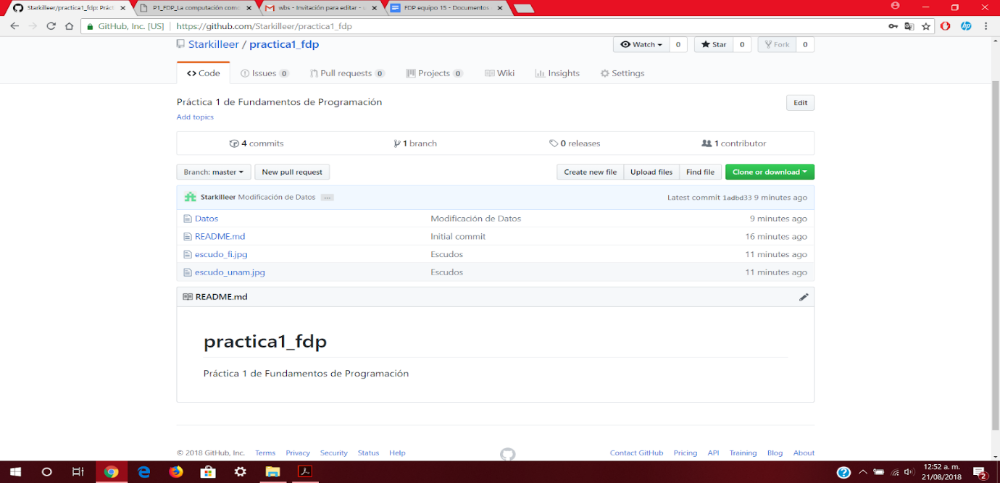 Starkilleer/practica1_fdp: Práct
P1_FDP_La computación como
wbs - Invitación para editar -
FDP equipo 15 - Documentos
GitHub, Inc. [US] https://github.com/Starkilleer/practica1_fdp
Starkilleer / practica1_fdp
Watch 0 Star 0 Fork 0
Code Issues 0 Pull requests 0 Projects 0 Wiki Insights Settings
Práctica 1 de Fundamentos de Programación Edit
Add topics
4 commits 1 branch 0 releases 1 contributor
Branch: master New pull request Create new file Upload files Find file Clone or download
Starkilleer Modificación de Datos ... Latest commit 1adbd33 9 minutes ago
Datos Modificación de Datos 9 minutes ago
README.md Initial commit 16 minutes ago
escudo_fi.jpg Escudos 11 minutes ago
escudo_unam.jpg Escudos 11 minutes ago
README.md
practica1_fdp
Práctica 1 de Fundamentos de Programación
© 2018 GitHub, Inc. Terms Privacy Security Status Help Contact GitHub Pricing API Training Blog About
12:52 a. m.
21/08/2018
2